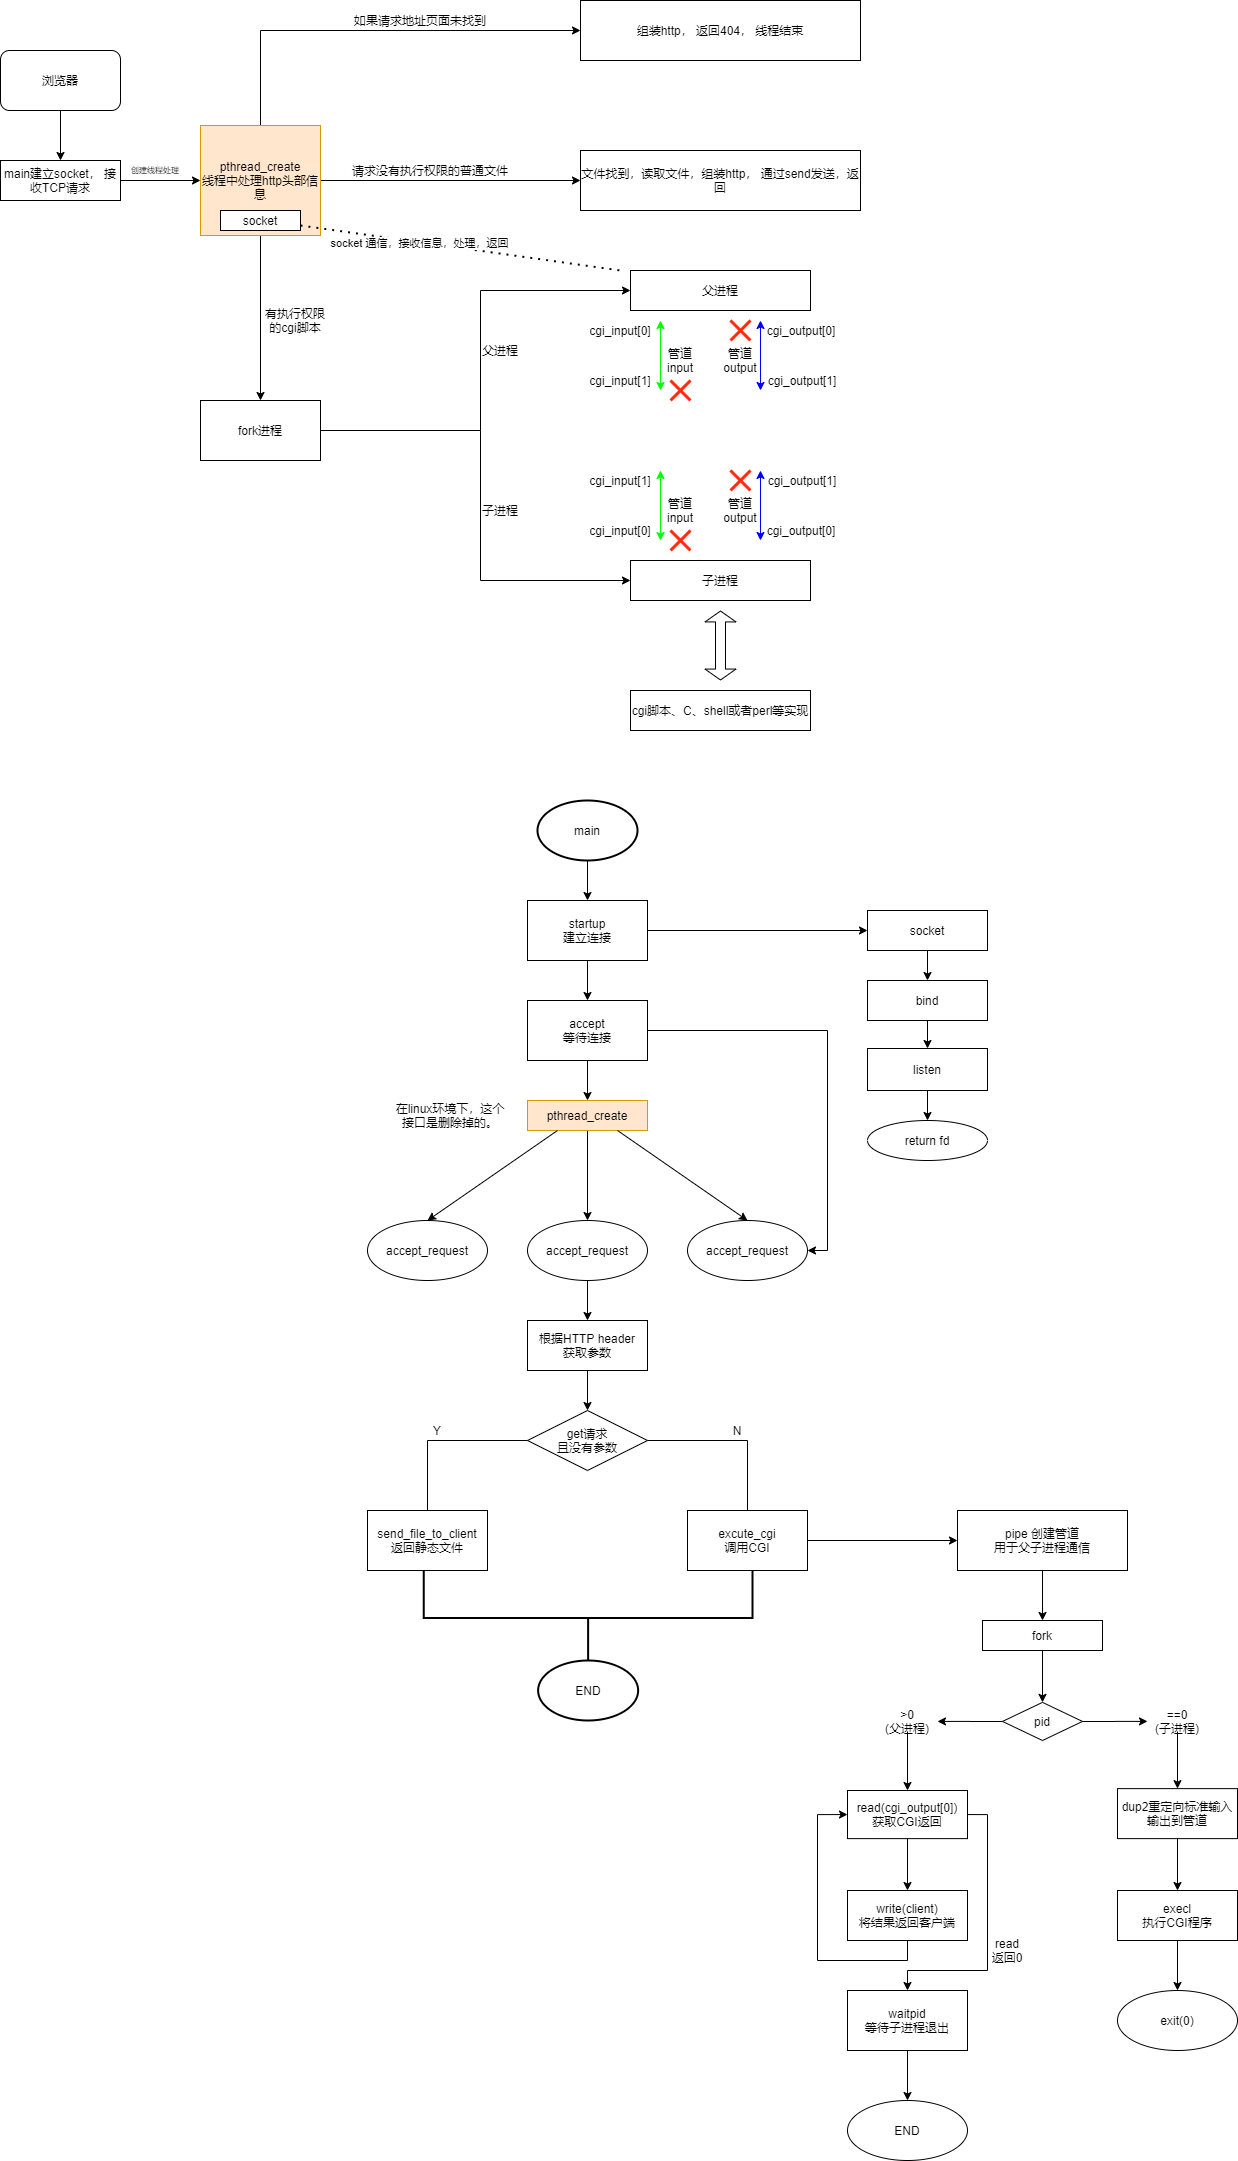 如果请求地址页面未找到
组装http， 返回404， 线程结束
浏览器
main建立socket， 接
收TCP请求
创建线程处理
pthread_create
线程中处理http头部信
息
socket
请求没有执行权限的普通文件
文件找到，读取文件，组装http， 通过send发送，返
回
socket 通信，接收信息，处理，返回
有执行权限
的cgi脚本
fork进程
父进程
父进程
cgi_input[0]
管道
input
cgi_input[1]
cgi_output[0]
管道
output
cgi_output[1]
子进程
cgi_input[1]
管道
input
cgi_input[0]
cgi_output[1]
管道
output
cgi_output[0]
子进程
cgi脚本、C、shell或者perl等实现
main
startup
建立连接
socket
bind
listen
return fd
accept
等待连接
在linux环境下，这个
接口是删除掉的。
pthread_create
accept_request
accept_request
accept_request
根据HTTP header
获取参数
get请求
且没有参数
Y
N
send_file_to_client
返回静态文件
excute_cgi
调用CGI
pipe 创建管道
用于父子进程通信
fork
END
pid
>0
(父进程)
==0
(子进程)
read(cgi_output[0])
获取CGI返回
dup2重定向标准输入
输出到管道
write(client)
将结果返回客户端
execl
执行CGI程序
read
返回0
waitpid
等待子进程退出
exit(0)
END